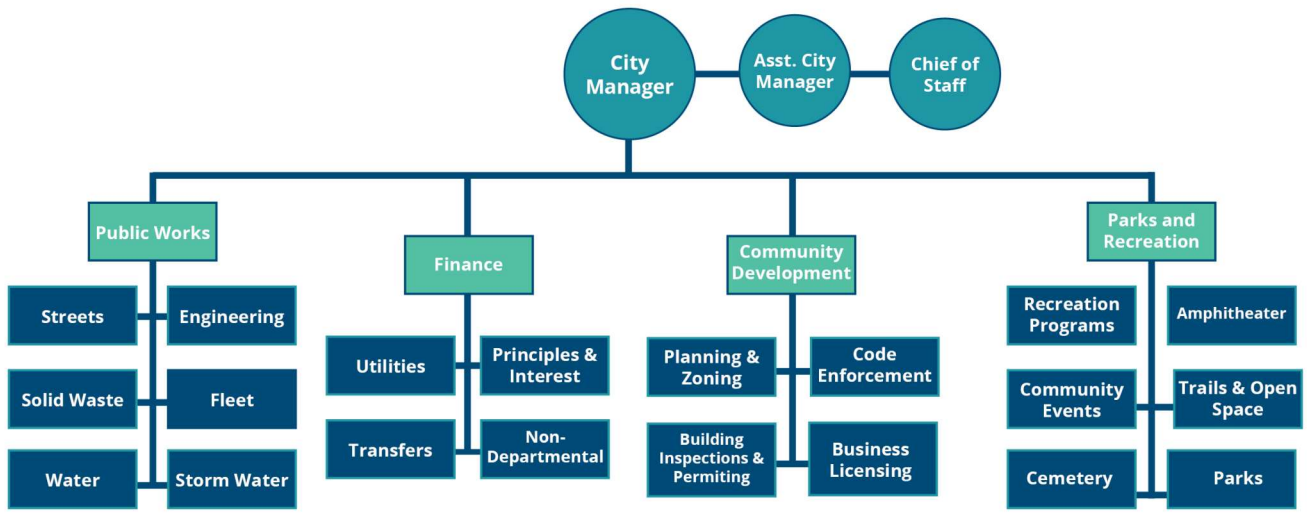 City
Manager
Asst. City
Manager
Chief of
Staff
Public Works
Streets
Engineering
Solid Waste
Fleet
Water
Storm Water
Finance
Utilities
Principles &
Interest
Transfers
Non-
Departmental
Community
Development
Planning &
Zoning
Code
Enforcement
Building
Inspections &
Permiting
Business
Licensing
Parks and
Recreation
Recreation
Programs
Amphitheater
Community
Events
Trails & Open
Space
Cemetery
Parks